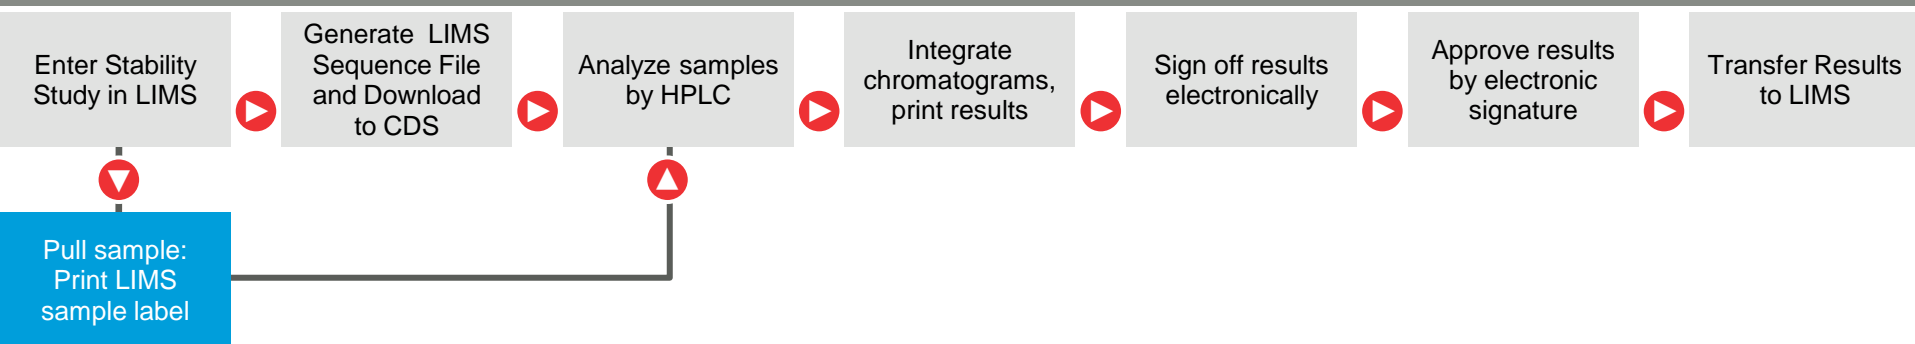 Enter Stability
Study in LIMS
Generate LIMS
Sequence File
and Download
to CDS
Analyze samples
by HPLC
Integrate
chromatograms,
print results
Sign off results
electronically
Approve results
by electronic
signature
Transfer Results
to LIMS
Pull sample:
Print LIMS
sample label